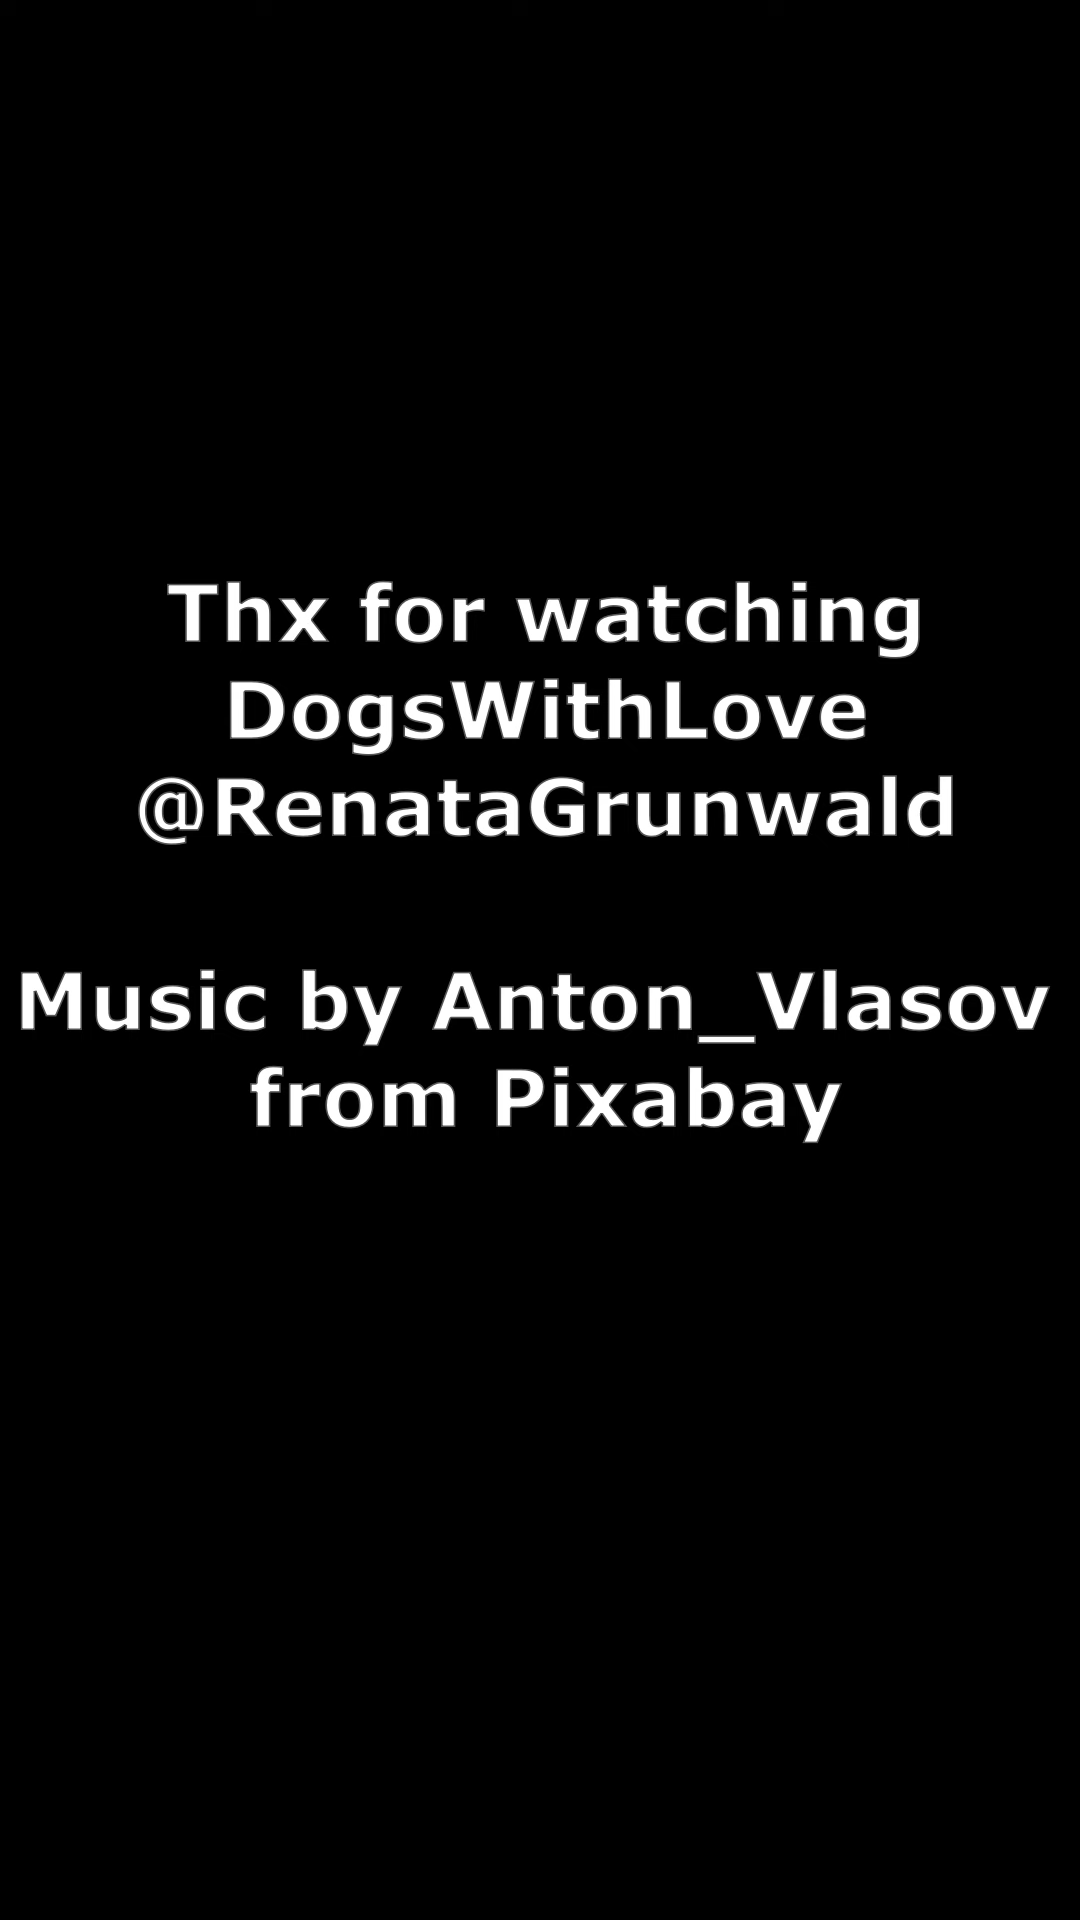 Thx for watching
DogsWithLove
@RenataGrunwald
Music by Anton_Vlasov
from Pixabay